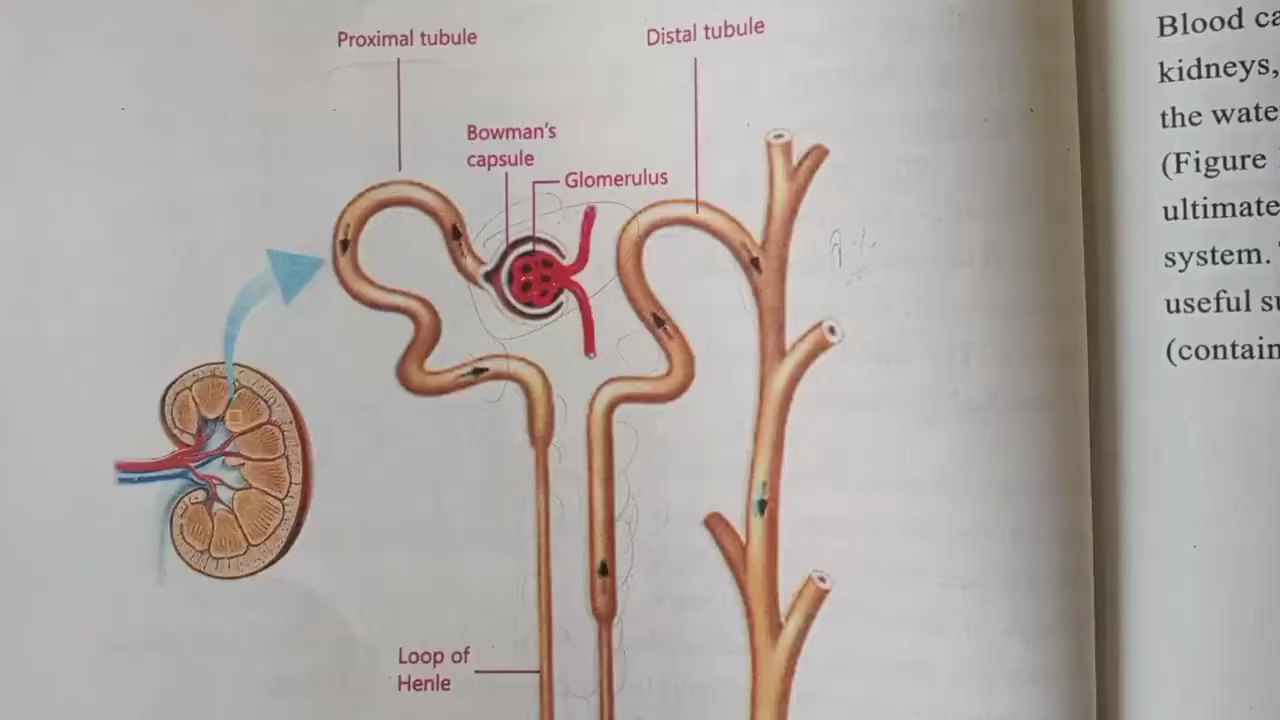 Proximal tubule
Distal tubule
Bowman's
capsule
Glomerulus
Loop of
Henle
Blood ca
kidneys,
the wate
(Figure
ultimate
system.
useful su
(contain